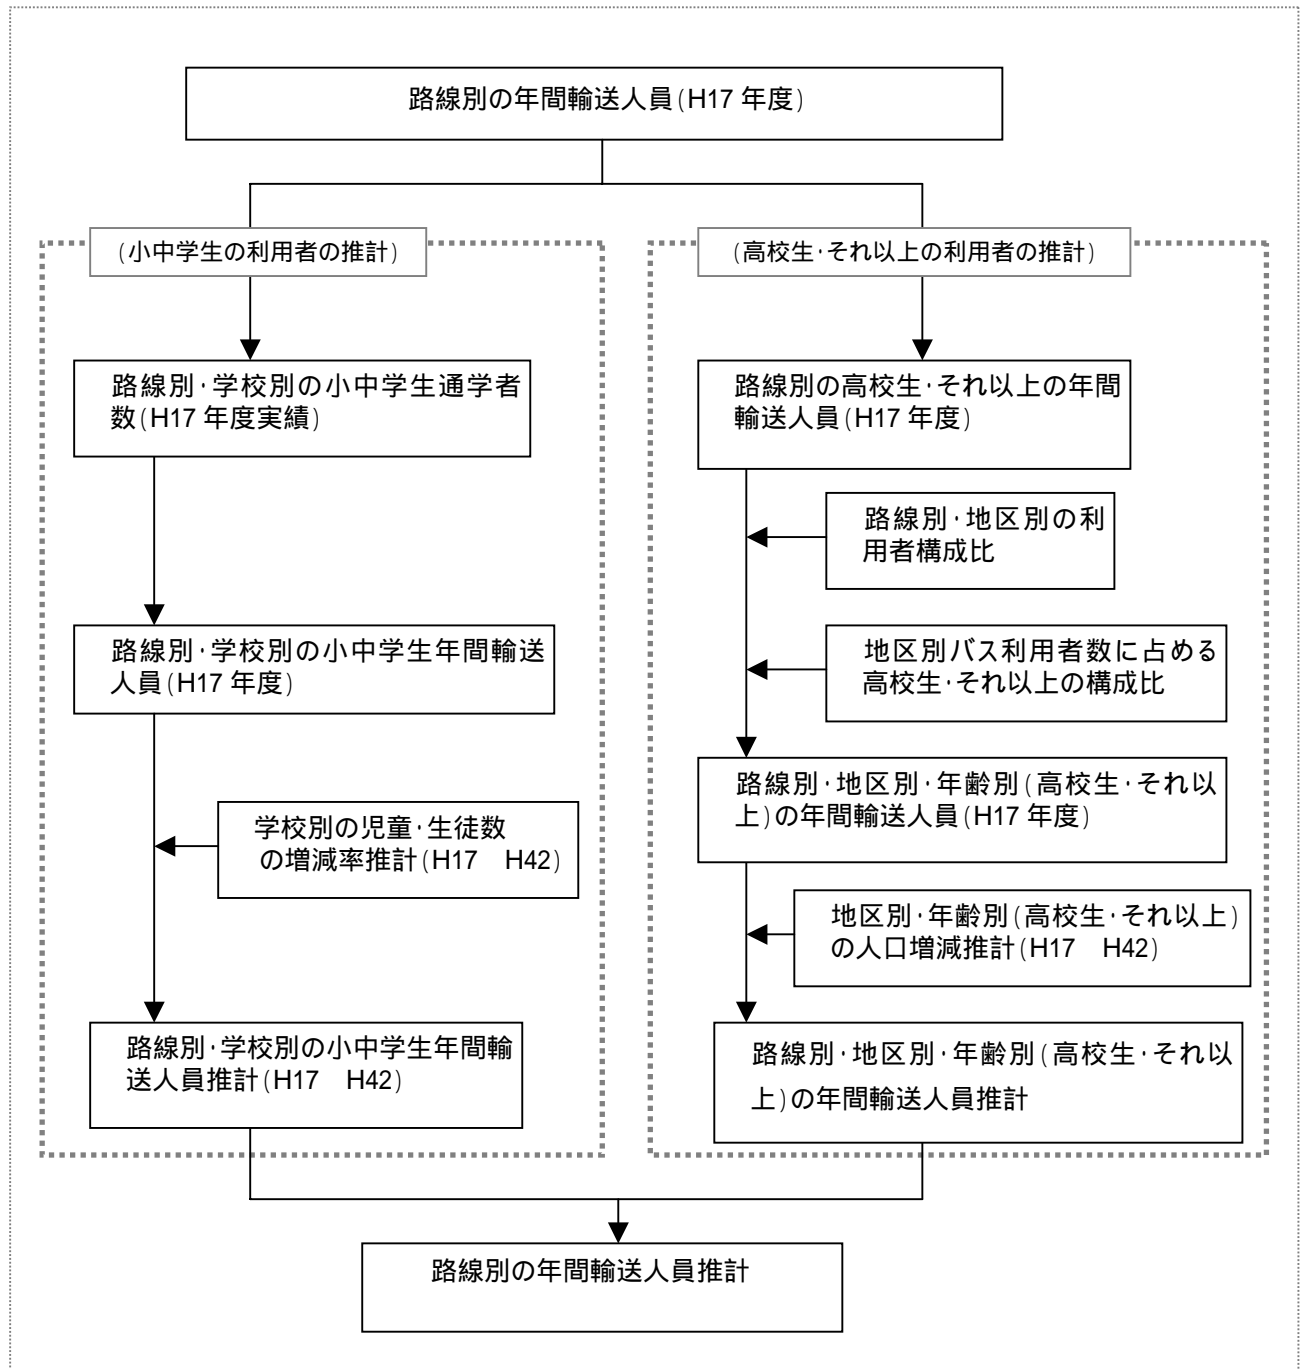 路線別の年間輸送人員(H17 年度)
(小中学生の利用者の推計)
路線別・学校別の小中学生通学者
数(H17 年度実績)
路線別・学校別の小中学生年間輸送
人員(H17 年度)
学校別の児童・生徒数
の増減率推計(H17　H42)
路線別・学校別の小中学生年間輸
送人員推計(H17　H42)
(高校生・それ以上の利用者の推計)
路線別の高校生・それ以上の年間
輸送人員(H17 年度)
路線別・地区別の利
用者構成比
地区別バス利用者数に占める
高校生・それ以上の構成比
路線別・地区別・年齢別(高校生・それ以
上)の年間輸送人員(H17 年度)
地区別・年齢別(高校生・それ以上)
の人口増減推計(H17　H42)
路線別・地区別・年齢別(高校生・それ以
上)の年間輸送人員推計
路線別の年間輸送人員推計